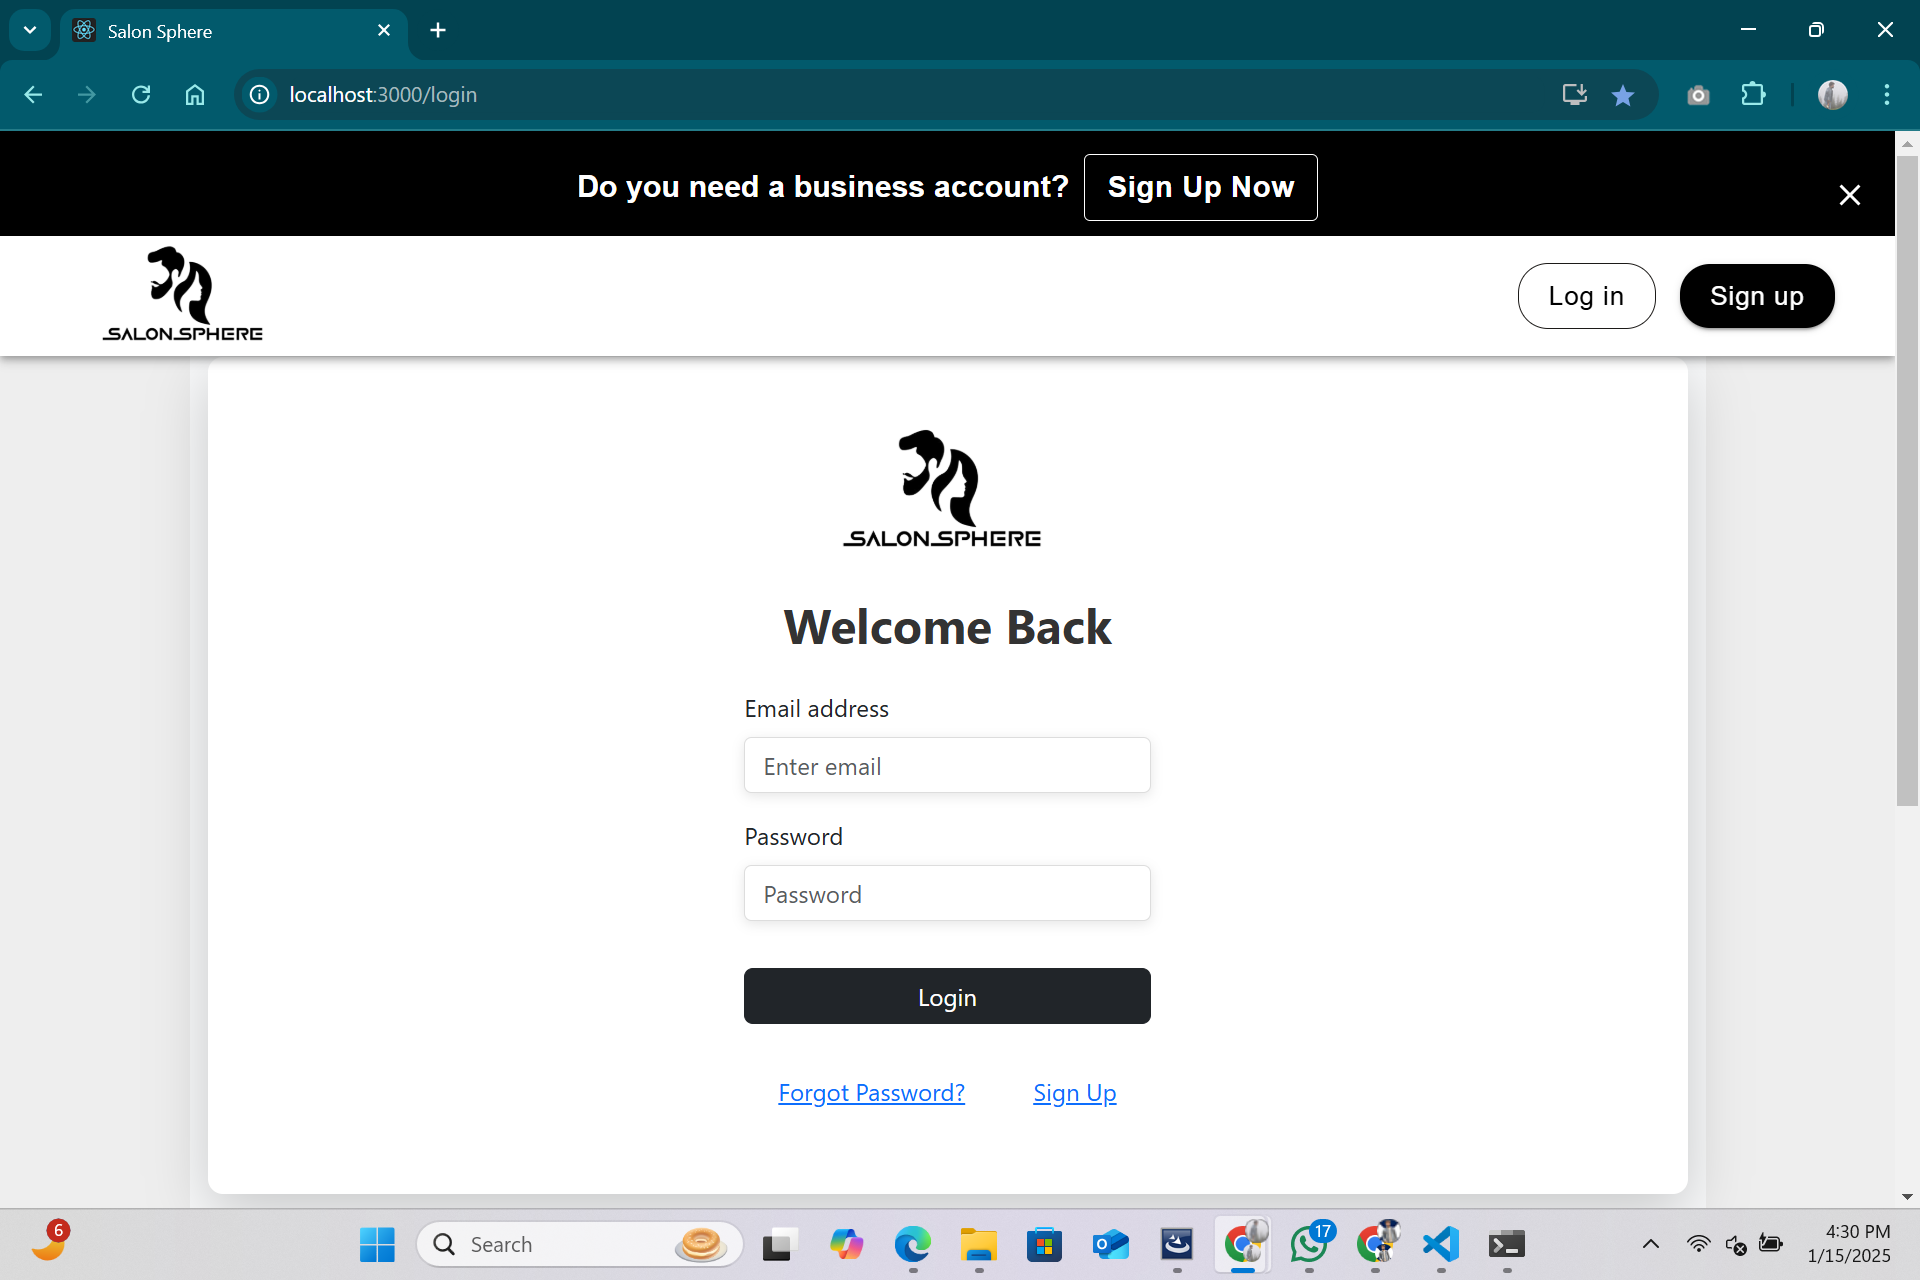 Salon Sphere
localhost:3000/login
Do you need a business account? Sign Up Now
SALON SPHERE
Log in Sign up
SALON SPHERE
Welcome Back
Email address
Enter email
Password
Password
Login
Forgot Password? Sign Up
6
Search
17
4:30 PM
1/15/2025